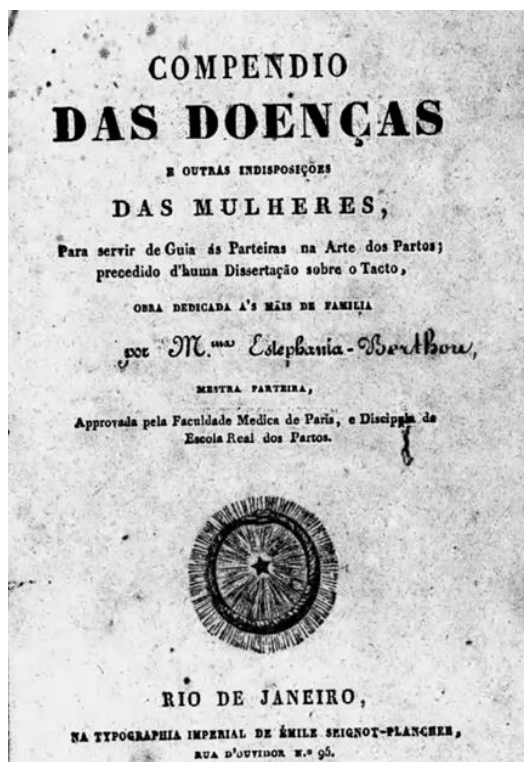 COMPENDIO
DAS DOENÇAS
E OUTRAS INDISPOSIÇÕES
DAS MULHERES,
Para servir de Guia ás Parteiras na Arte dos Partos;
precedido d'huma Dissertação sobre o Tacto,
OBRA DEDICADA A'S MÃIS DE FAMILIA
por M.ma Estephania-Berthou,
MESTRA PARTEIRA,
Approvada pela Faculdade Medica de Paris, e Discipula da
Escola Real dos Partos.
RIO DE JANEIRO,
NA TYPOGRAPHIA IMPERIAL DE ÉMILE SEIGNOT-PLANCHER,
RUA D'OUVIDOR N.º 95.